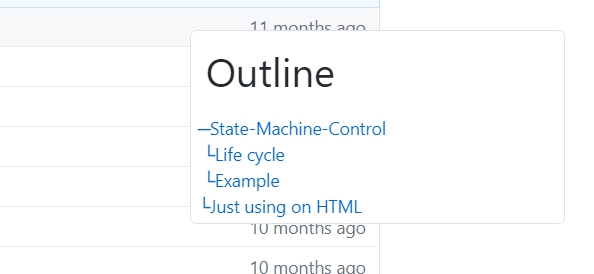 11 months ago
Outline
─State-Machine-Control
└Life cycle
└Example
└Just using on HTML
10 months ago
10 months ago